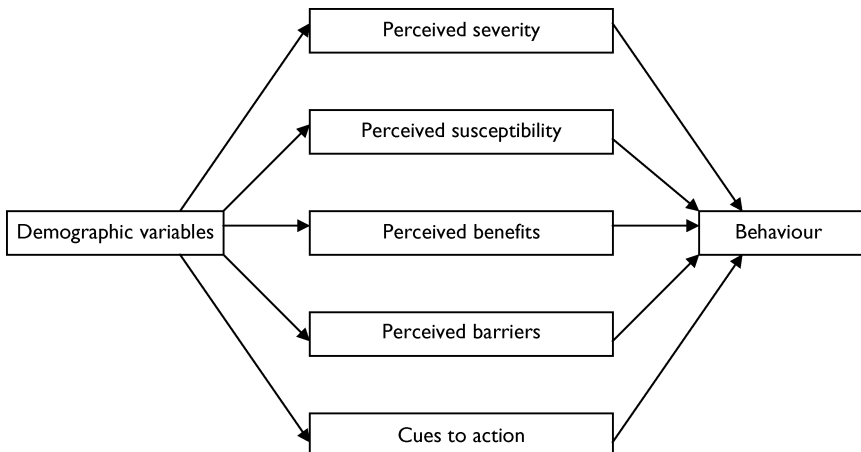 Perceived severity
Perceived susceptibility
Demographic variables
Perceived benefits
Behaviour
Perceived barriers
Cues to action